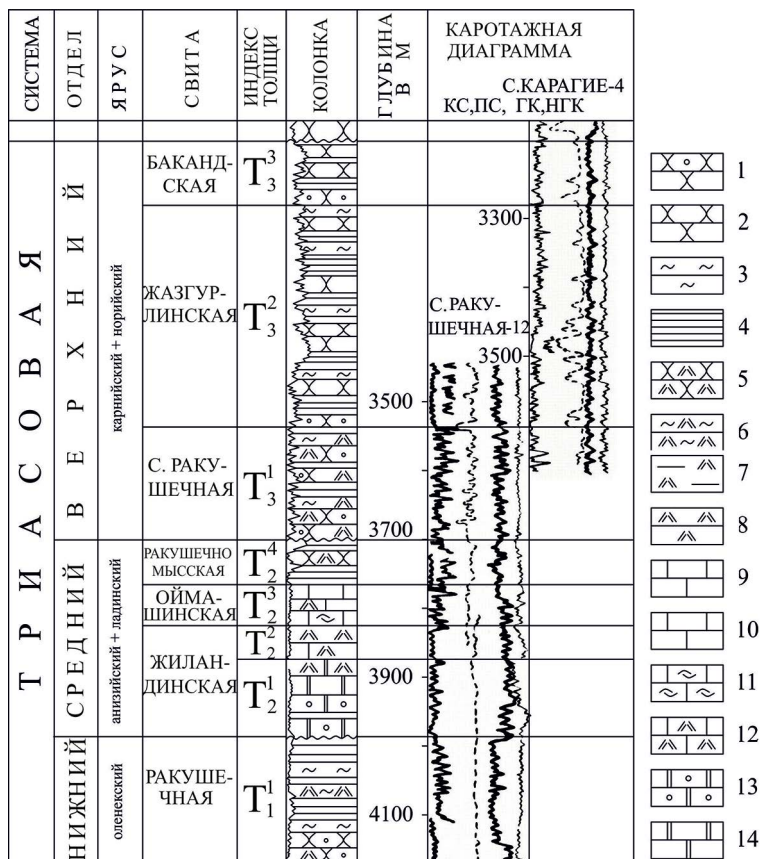 СИСТЕМА
ОТДЕЛ
ЯРУС
СВИТА
ИНДЕКС
ТОЛЩИ
КОЛОНКА
ГЛУБИНА
В М
КАРОТАЖНАЯ
ДИАГРАММА
С.КАРАГИЕ-4
КС,ПС, ГК,НГК
ТРИАСОВАЯ
ВЕРХНИЙ
карнийский + норийский
БАКАНД-
СКАЯ
T₃³
ЖАЗГУР-
ЛИНСКАЯ
T₃²
С. РАКУ-
ШЕЧНАЯ
T₃¹
СРЕДНИЙ
анизийский + ладинский
РАКУШЕЧНО
МЫССКАЯ
T₂⁴
ОЙМА-
ШИНСКАЯ
T₂³
ЖИЛАН-
ДИНСКАЯ
T₂²
T₂¹
НИЖНИЙ
оленекский
РАКУШЕ-
ЧНАЯ
T₁¹
3500
3700
3900
4100
С.РАКУ-
ШЕЧНАЯ-12
3300
3500
1
2
3
4
5
6
7
8
9
10
11
12
13
14